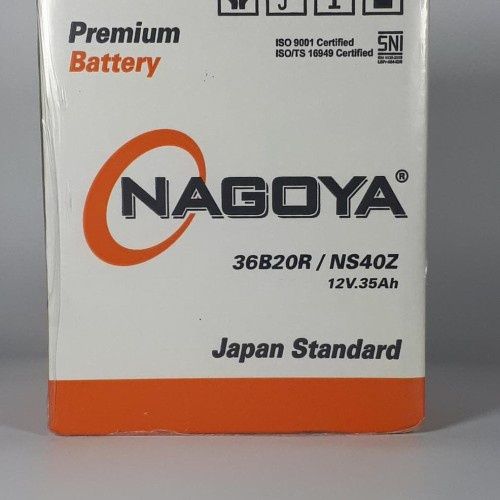 Premium
Battery
ISO 9001 Certified
ISO/TS 16949 Certified
SNI
NAGOYA®
36B20R / NS40Z
12V.35Ah
Japan Standard